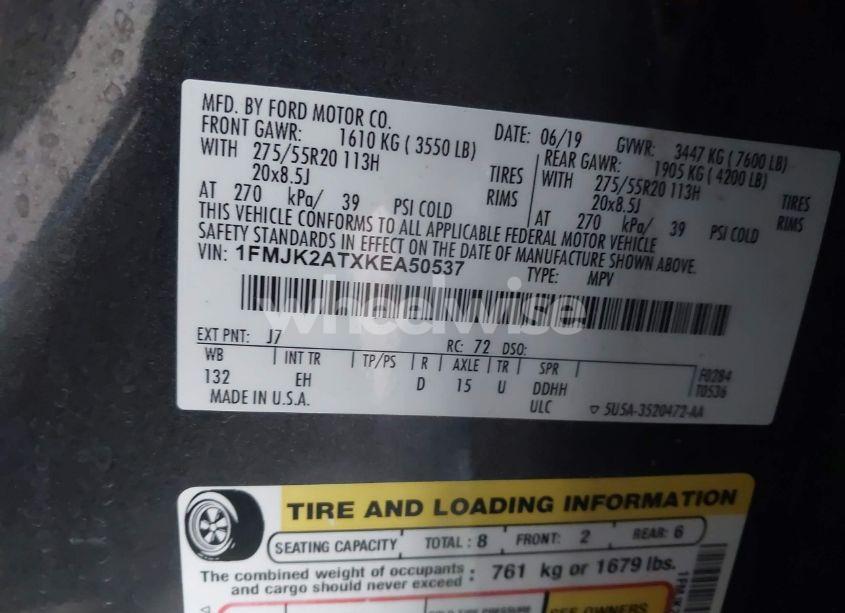 MFD. BY FORD MOTOR CO. DATE: 06/19 GVWR: 3447 KG ( 7600 LB)
FRONT GAWR: 1610 KG ( 3550 LB) REAR GAWR: 1905 KG ( 4200 LB)
WITH 275/55R20 113H TIRES WITH 275/55R20 113H TIRES
20x8.5J RIMS 20x8.5J RIMS
AT 270 kPa/ 39 PSI COLD AT 270 kPa/ 39 PSI COLD
THIS VEHICLE CONFORMS TO ALL APPLICABLE FEDERAL MOTOR VEHICLE
SAFETY STANDARDS IN EFFECT ON THE DATE OF MANUFACTURE SHOWN ABOVE.
VIN: 1FMJK2ATXKEA50537 TYPE: MPV
wheelwise
EXT PNT: J7 RC: 72 DSO:
WB INT TR TP/PS R AXLE TR SPR F0284
132 EH D 15 U DDHH T0536
MADE IN U.S.A. ULC 5U5A-3520472-AA
TIRE AND LOADING INFORMATION
SEATING CAPACITY TOTAL : 8 FRONT: 2 REAR: 6
The combined weight of occupants and cargo should never exceed : 761 kg or 1679 lbs.
SEE OWNERS